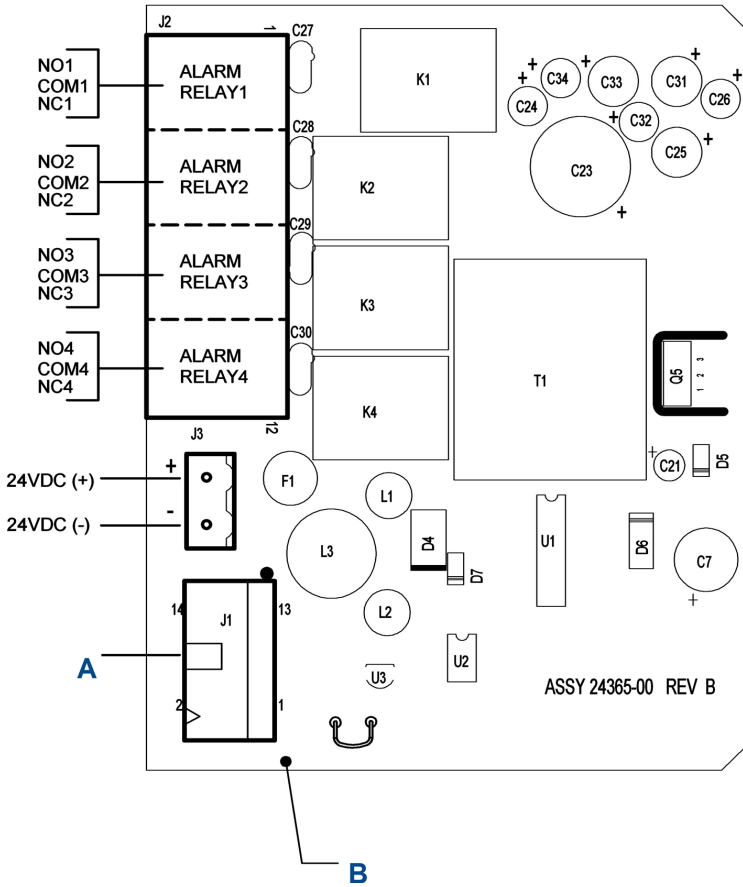 J2
1
C27
NO1
COM1
NC1
ALARM
RELAY1
K1
C34
C33
C31
C24
C26
C32
C23
C25
NO2
COM2
NC2
ALARM
RELAY2
C28
K2
NO3
COM3
NC3
ALARM
RELAY3
C29
K3
NO4
COM4
NC4
ALARM
RELAY4
C30
K4
12
T1
Q5
1 2 3
J3
+
-
24VDC (+)
24VDC (-)
F1
L1
L3
D4
D7
U1
C21
D5
D6
C7
14
J1
13
A
2
1
L2
U3
U2
ASSY 24365-00 REV B
B